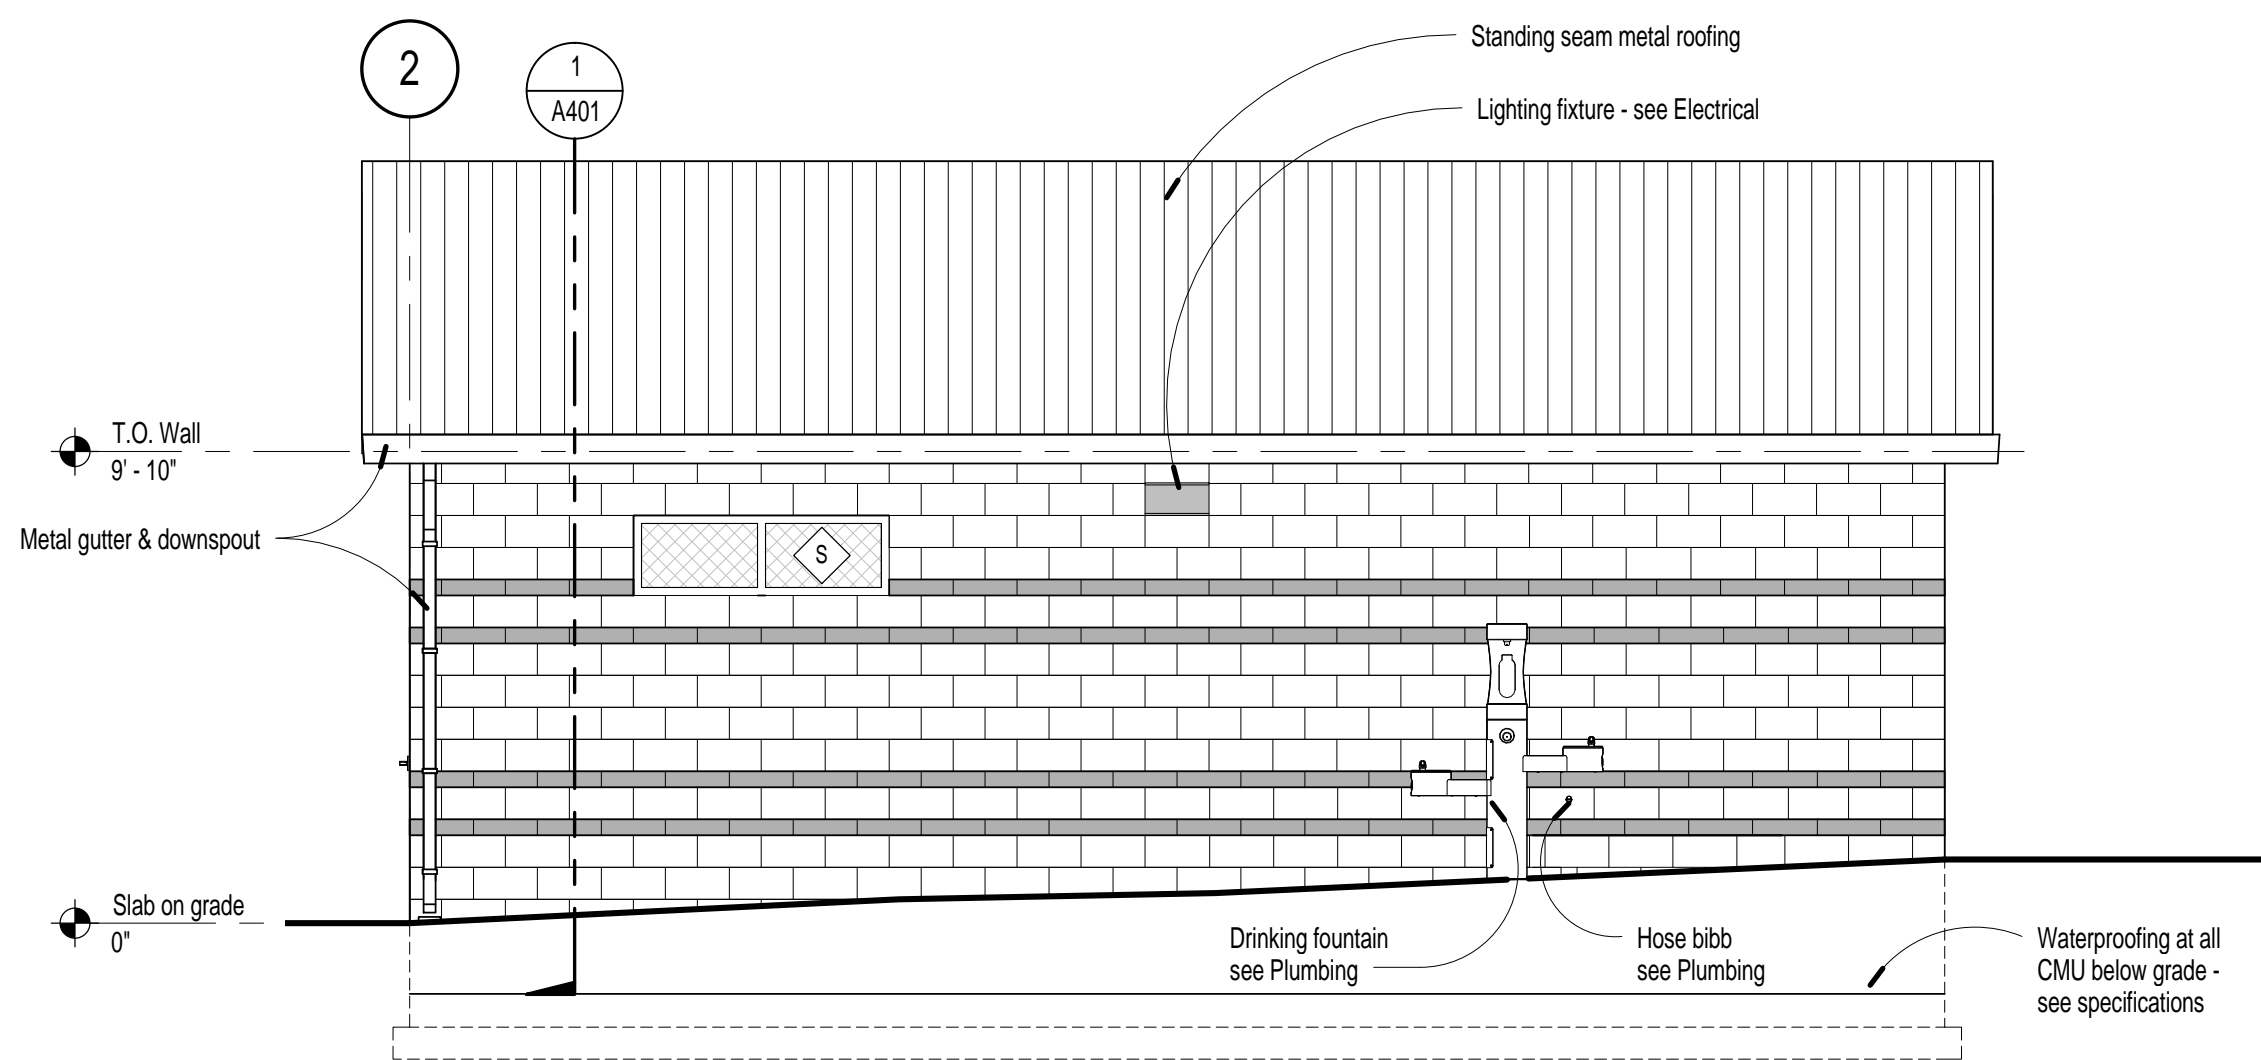 2
1
A401
Standing seam metal roofing
Lighting fixture - see Electrical
T.O. Wall
9' - 10"
Metal gutter & downspout
S
Slab on grade
0"
Drinking fountain
see Plumbing
Hose bibb
see Plumbing
Waterproofing at all
CMU below grade -
see specifications